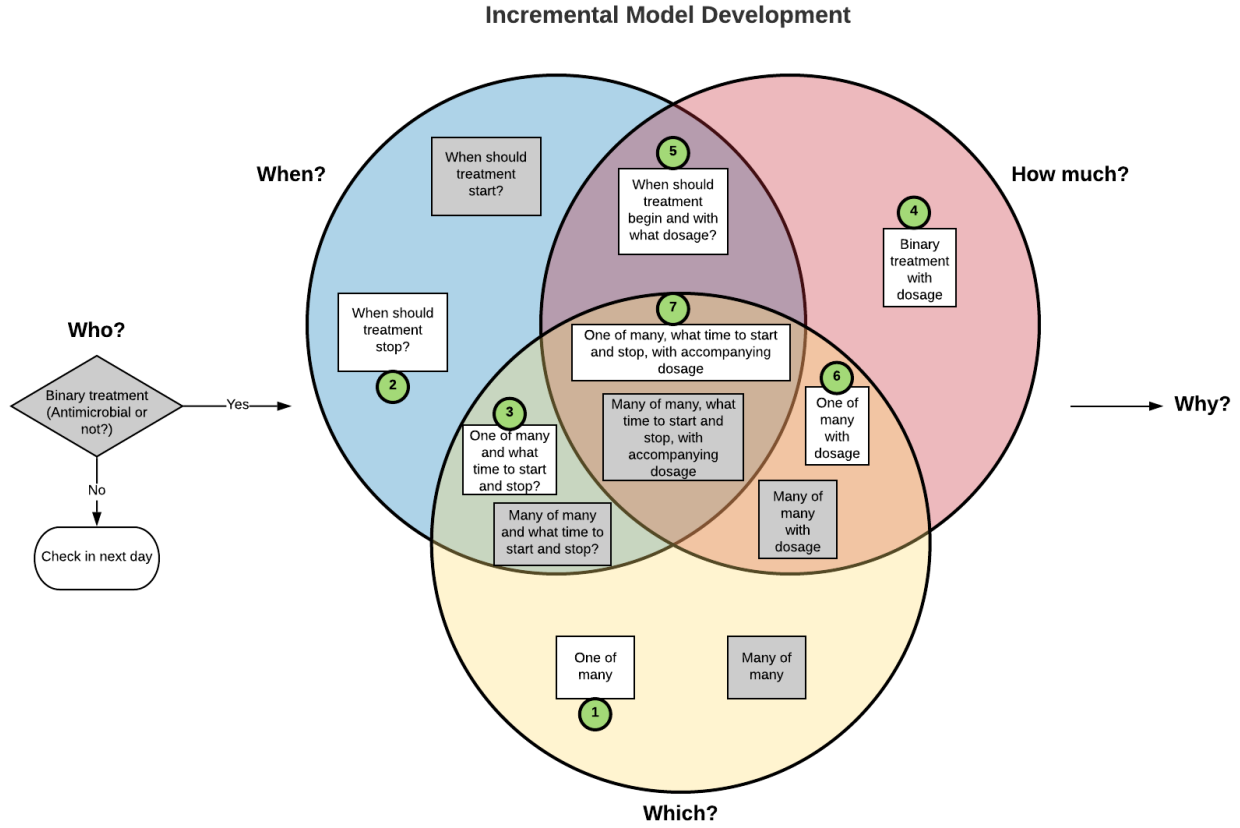 Incremental Model Development
When?
When should
treatment
start?
5
When should
treatment
begin and with
what dosage?
How much?
4
Binary
treatment
with
dosage
When should
treatment
stop?
2
Who?
Binary treatment
(Antimicrobial or
not?)
Yes
No
Check in next day
7
One of many, what time to start
and stop, with accompanying
dosage
Many of many, what
time to start and
stop, with
accompanying
dosage
3
One of many
and what
time to start
and stop?
Many of many
and what time to
start and stop?
6
One of
many
with
dosage
Many of
many
with
dosage
Why?
One of
many
1
Many of
many
Which?